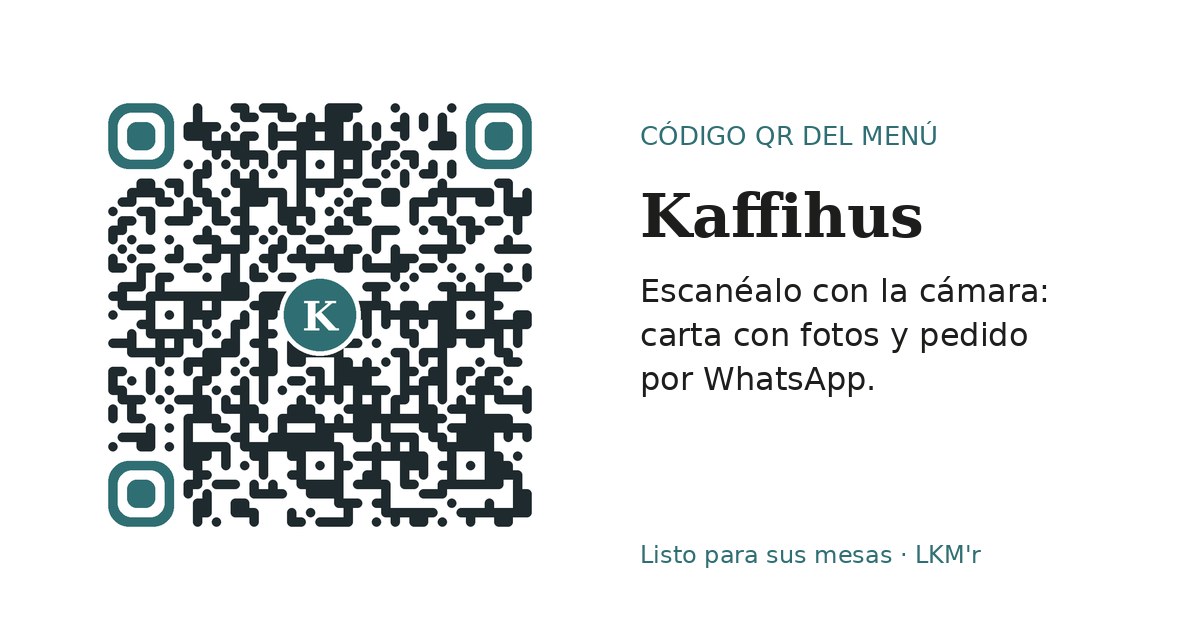 CÓDIGO QR DEL MENÚ
Kaffihus
Escanéalo con la cámara:
carta con fotos y pedido
por WhatsApp.
K
Listo para sus mesas · LKM'r